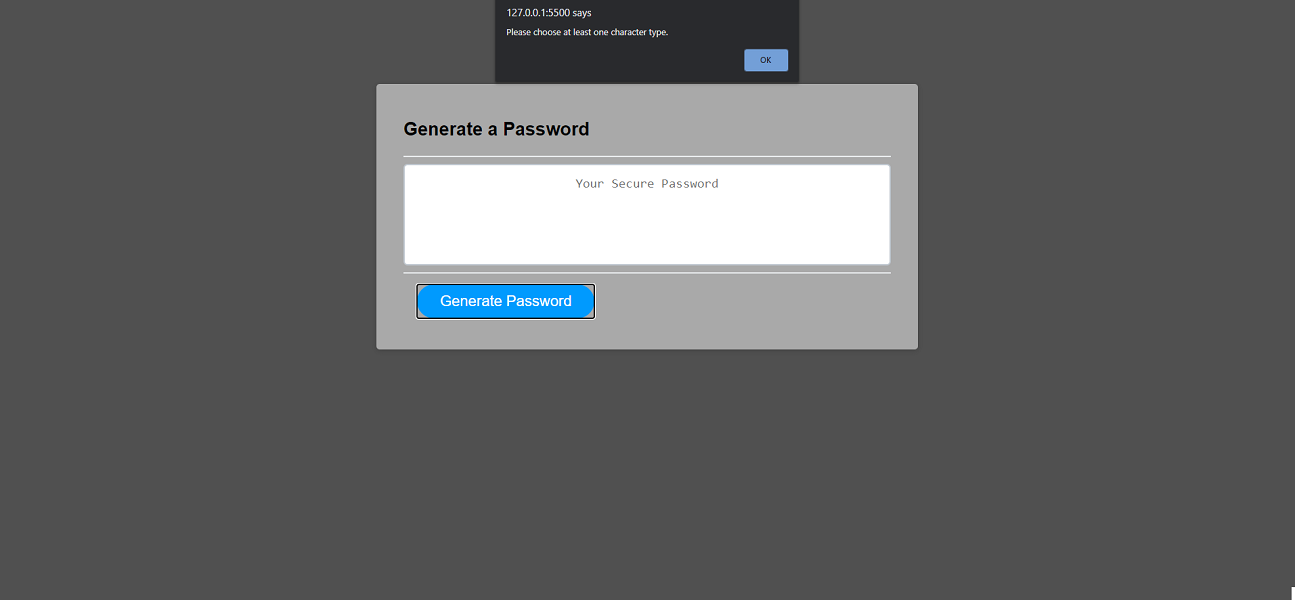 127.0.0.1:5500 says
Please choose at least one character type.
OK
Generate a Password
Your Secure Password
Generate Password